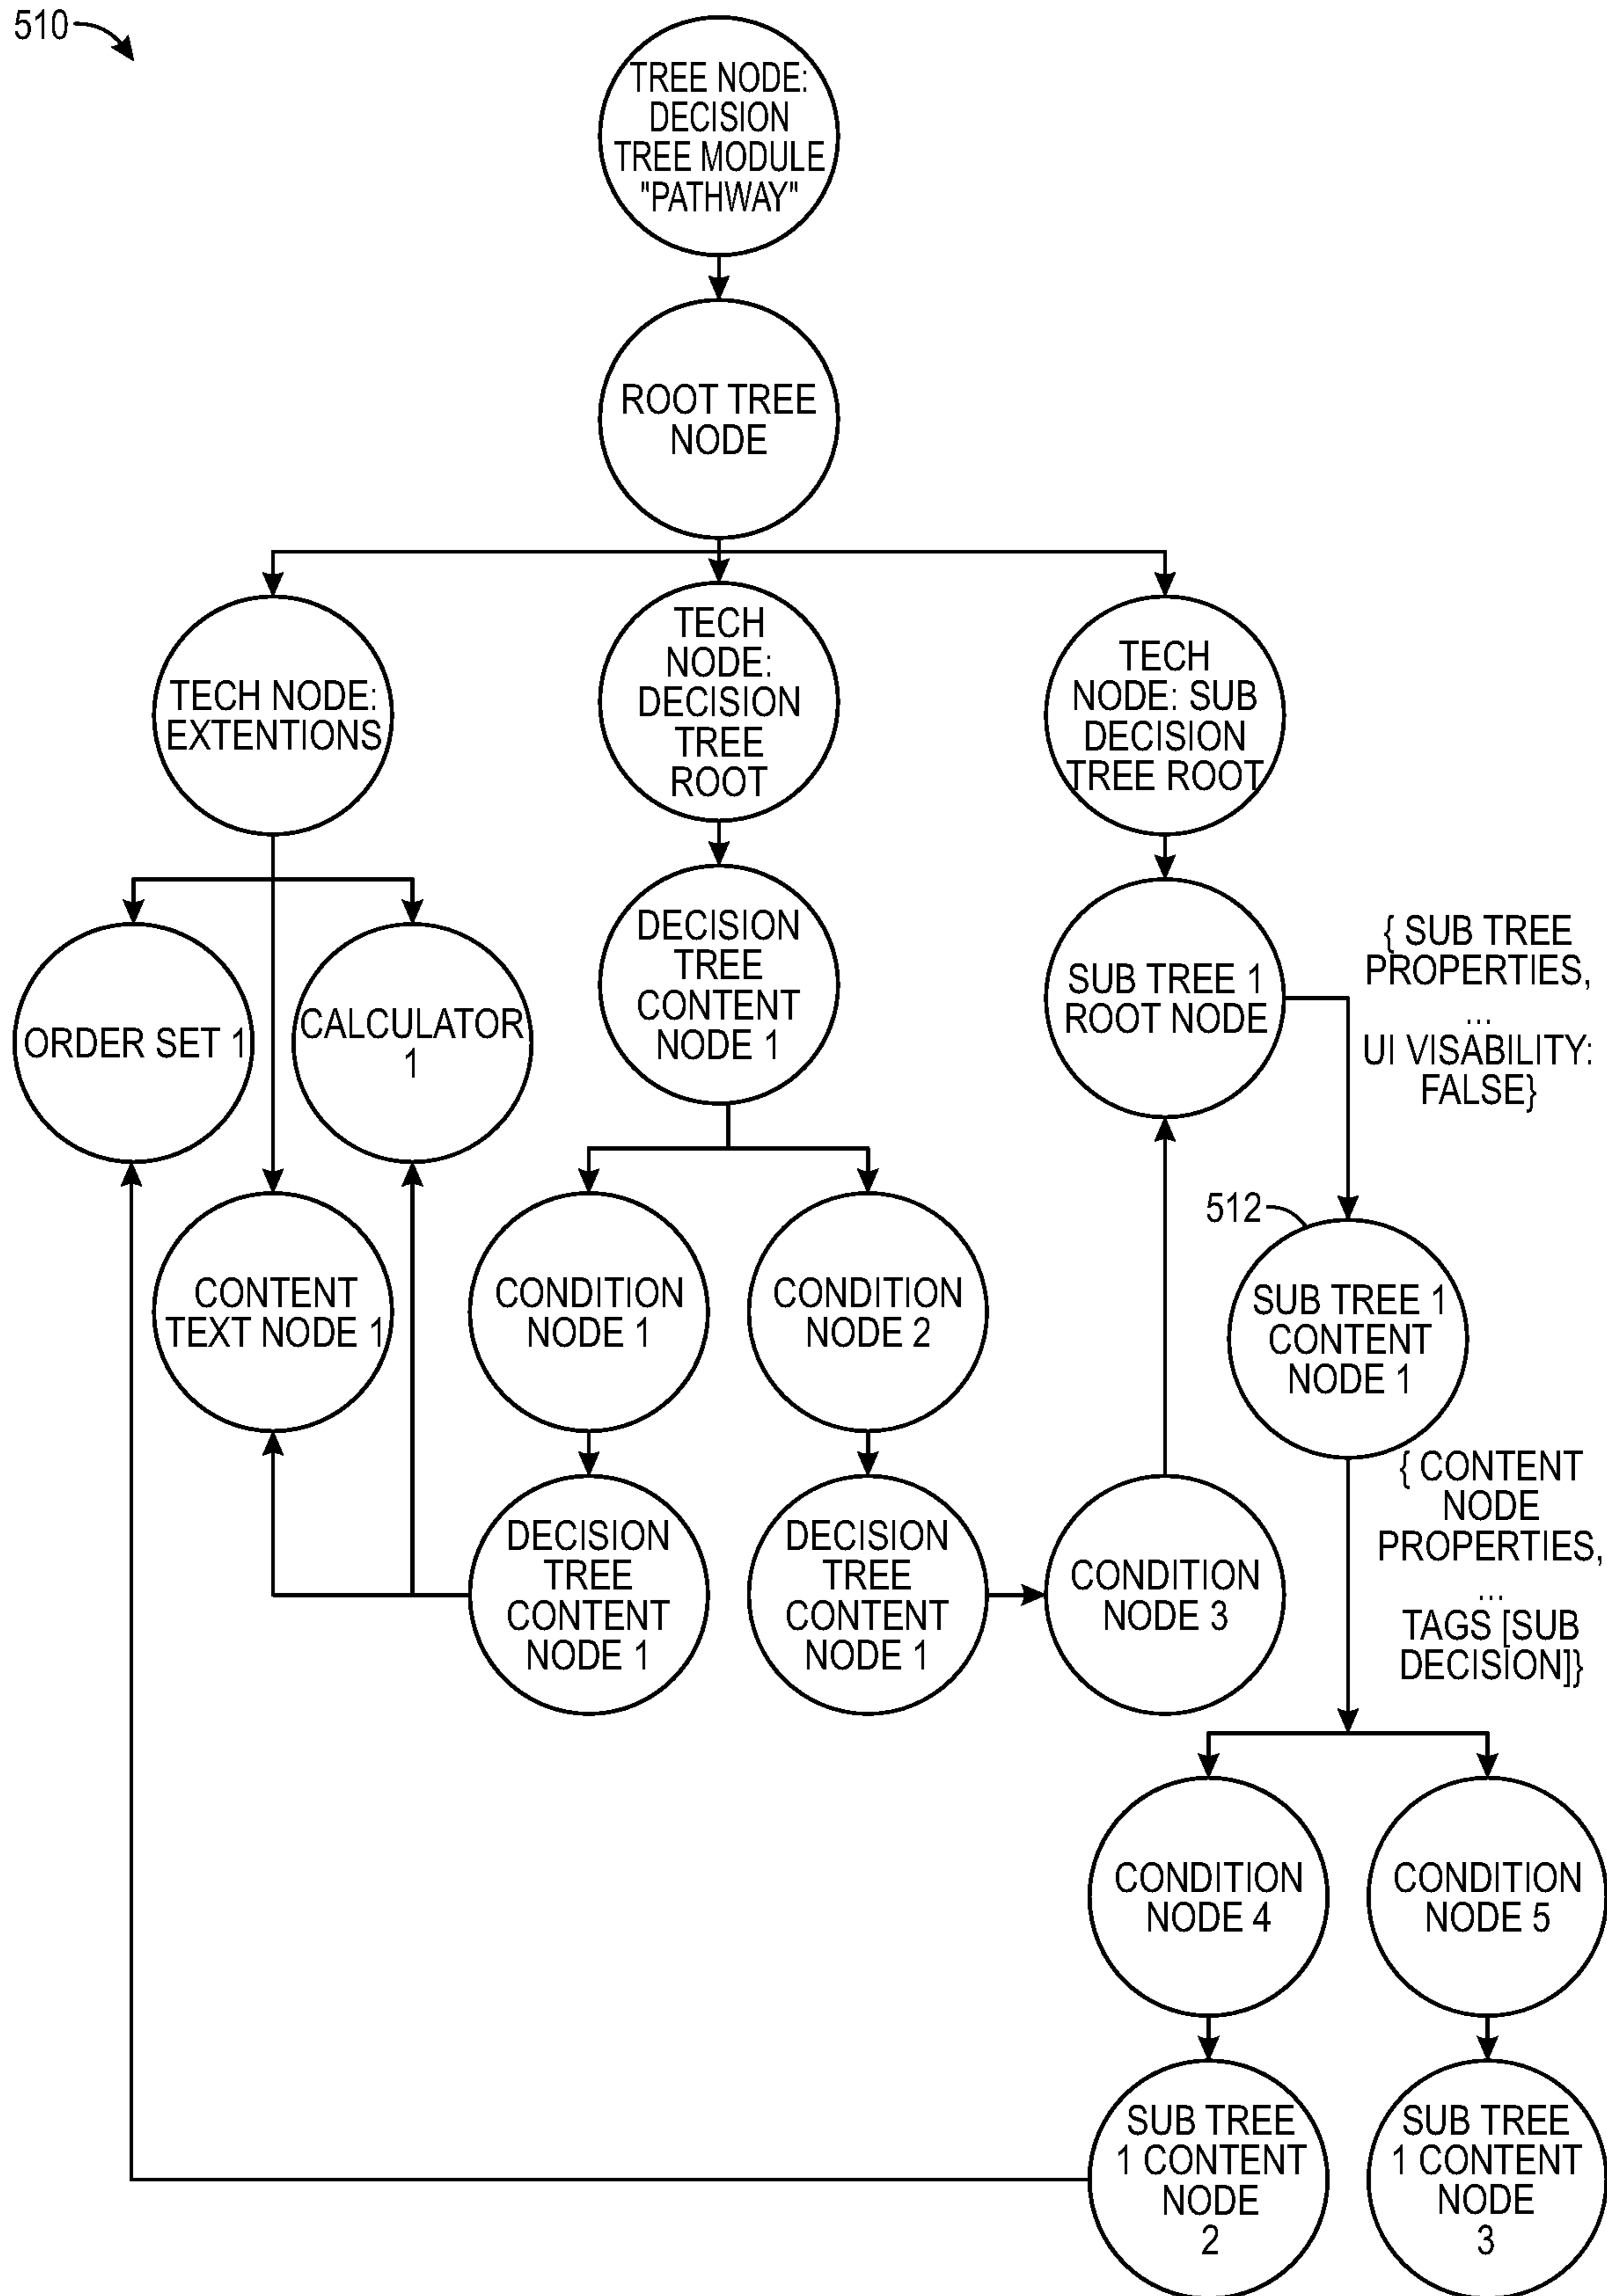 510
TREE NODE:
DECISION
TREE MODULE
"PATHWAY"
ROOT TREE
NODE
TECH NODE:
EXTENTIONS
TECH
NODE:
DECISION
TREE
ROOT
TECH
NODE: SUB
DECISION
TREE ROOT
ORDER SET 1
CALCULATOR
1
DECISION
TREE
CONTENT
NODE 1
SUB TREE 1
ROOT NODE
{ SUB TREE
PROPERTIES,
...
UI VISABILITY:
FALSE}
CONTENT
TEXT NODE 1
CONDITION
NODE 1
CONDITION
NODE 2
512
SUB TREE 1
CONTENT
NODE 1
DECISION
TREE
CONTENT
NODE 1
DECISION
TREE
CONTENT
NODE 1
CONDITION
NODE 3
{ CONTENT
NODE
PROPERTIES,
...
TAGS [SUB
DECISION]}
CONDITION
NODE 4
CONDITION
NODE 5
SUB TREE
1 CONTENT
NODE
2
SUB TREE
1 CONTENT
NODE
3